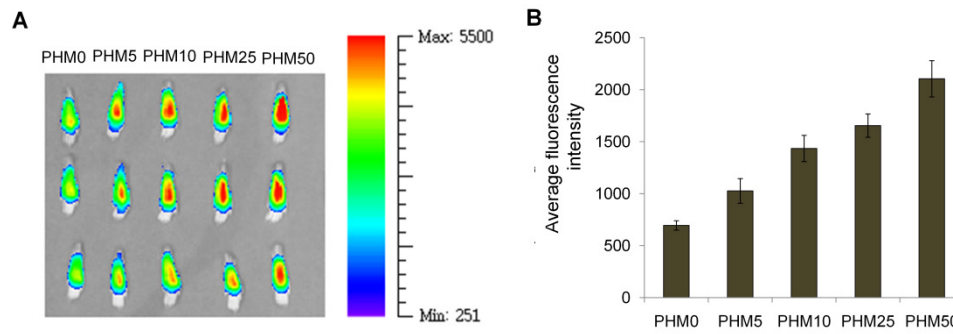 A
PHM0 PHM5 PHM10 PHM25 PHM50
Max: 5500
Min: 251
B
Average fluorescence
intensity
2500
2000
1500
1000
500
0
PHM0 PHM5 PHM10 PHM25 PHM50